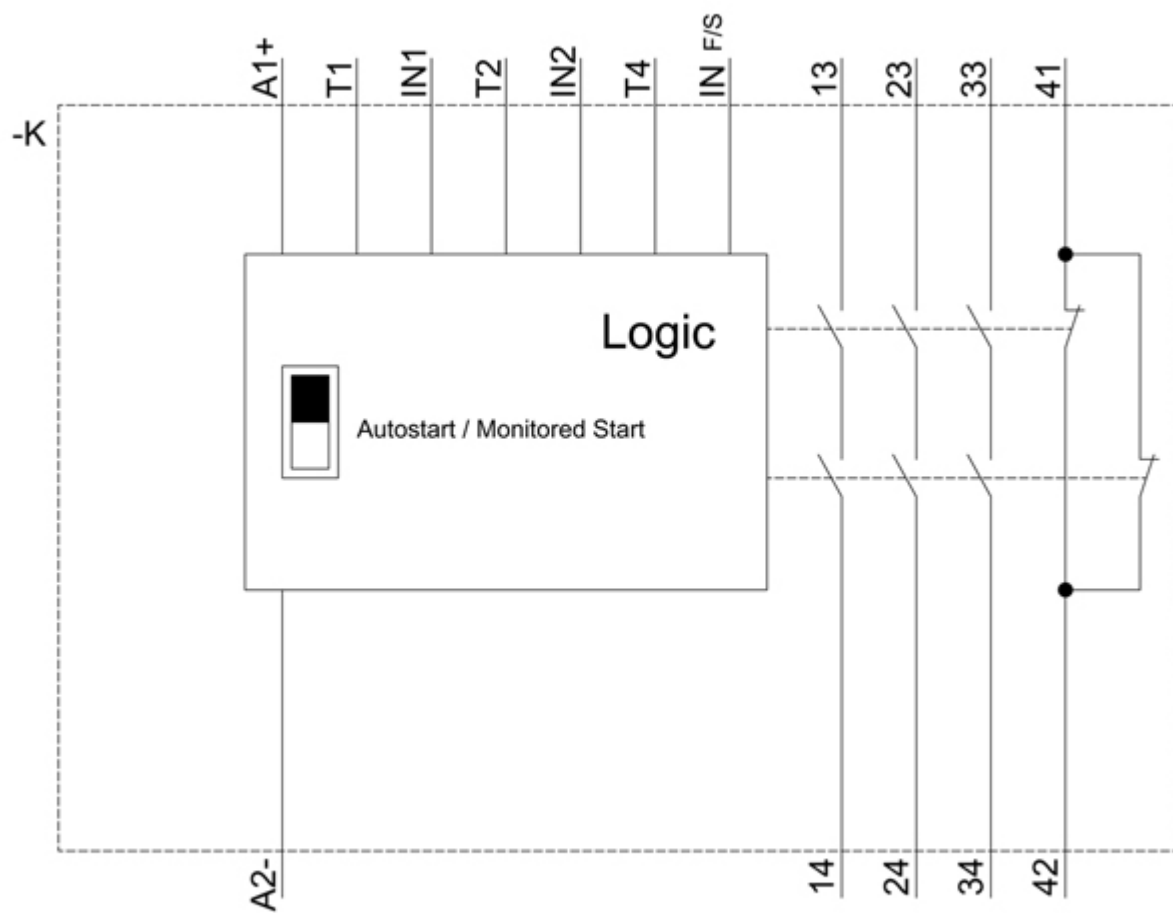 A1+
T1
IN1
T2
IN2
T4
IN F/S
13
23
33
41
-K
Logic
Autostart / Monitored Start
A2-
14
24
34
42